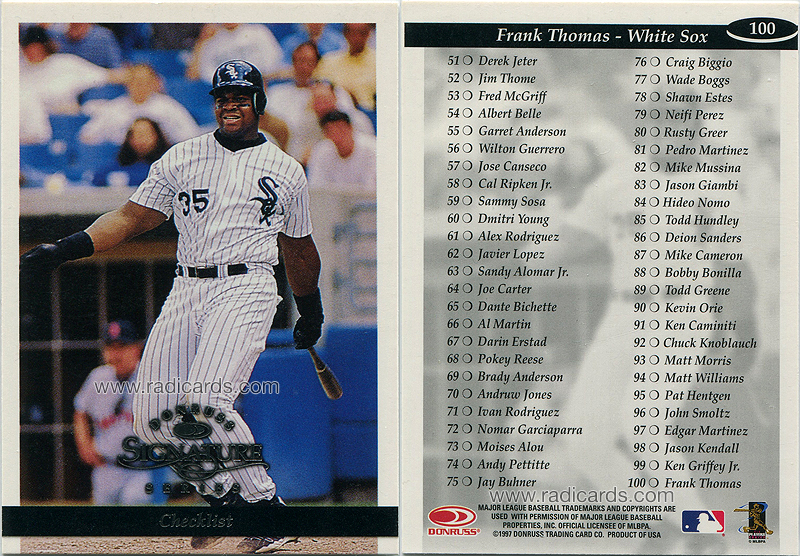 35
Sox
www.radicards.com
DONRUSS
SIGNATURE
SERIES
Checklist
Frank Thomas - White Sox
100
51 ❍ Derek Jeter
52 ❍ Jim Thome
53 ❍ Fred McGriff
54 ❍ Albert Belle
55 ❍ Garret Anderson
56 ❍ Wilton Guerrero
57 ❍ Jose Canseco
58 ❍ Cal Ripken Jr.
59 ❍ Sammy Sosa
60 ❍ Dmitri Young
61 ❍ Alex Rodriguez
62 ❍ Javier Lopez
63 ❍ Sandy Alomar Jr.
64 ❍ Joe Carter
65 ❍ Dante Bichette
66 ❍ Al Martin
67 ❍ Darin Erstad
68 ❍ Pokey Reese
69 ❍ Brady Anderson
70 ❍ Andruw Jones
71 ❍ Ivan Rodriguez
72 ❍ Nomar Garciaparra
73 ❍ Moises Alou
74 ❍ Andy Pettitte
75 ❍ Jay Buhner
76 ❍ Craig Biggio
77 ❍ Wade Boggs
78 ❍ Shawn Estes
79 ❍ Neifi Perez
80 ❍ Rusty Greer
81 ❍ Pedro Martinez
82 ❍ Mike Mussina
83 ❍ Jason Giambi
84 ❍ Hideo Nomo
85 ❍ Todd Hundley
86 ❍ Deion Sanders
87 ❍ Mike Cameron
88 ❍ Bobby Bonilla
89 ❍ Todd Greene
90 ❍ Kevin Orie
91 ❍ Ken Caminiti
92 ❍ Chuck Knoblauch
93 ❍ Matt Morris
94 ❍ Matt Williams
95 ❍ Pat Hentgen
96 ❍ John Smoltz
97 ❍ Edgar Martinez
98 ❍ Jason Kendall
99 ❍ Ken Griffey Jr.
100 ❍ Frank Thomas
www.radicards.com
DONRUSS
MAJOR LEAGUE BASEBALL TRADEMARKS AND COPYRIGHTS ARE
USED WITH PERMISSION OF MAJOR LEAGUE BASEBALL
PROPERTIES, INC. OFFICIAL LICENSEE OF MLBPA.
©1997 DONRUSS TRADING CARD CO. PRODUCT OF USA
© MLBPA